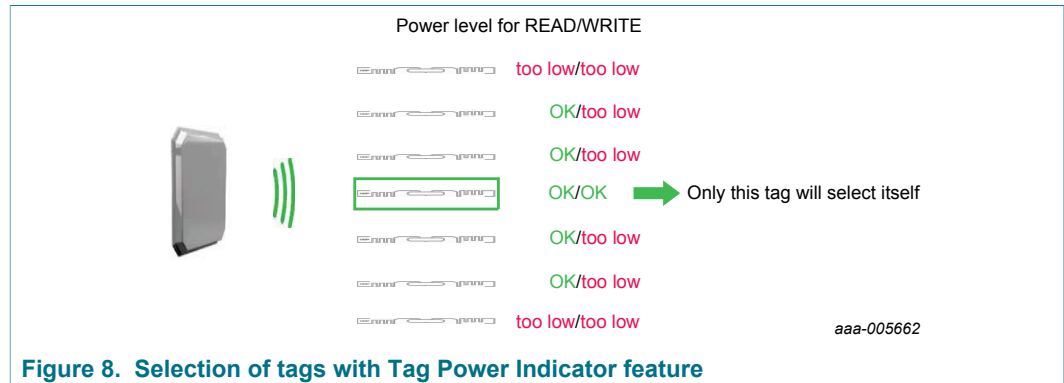 Power level for READ/WRITE
too low/too low
OK/too low
OK/too low
OK/OK Only this tag will select itself
OK/too low
OK/too low
too low/too low
aaa-005662
Figure 8. Selection of tags with Tag Power Indicator feature